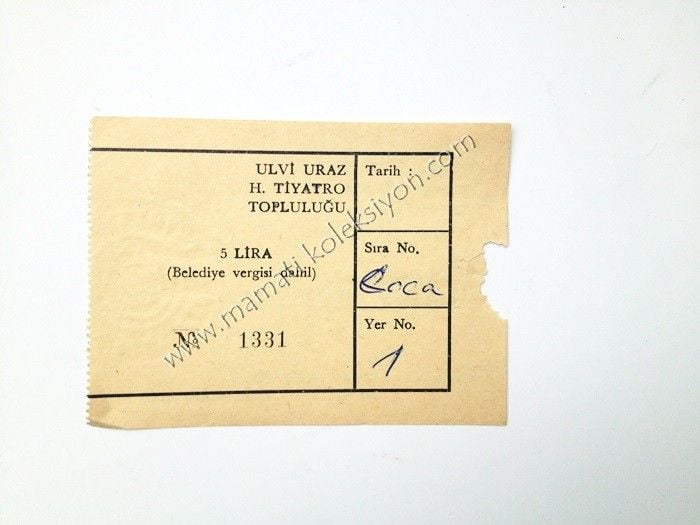 ULVİ URAZ
H. TİYATRO
TOPLULUĞU
5 LİRA
(Belediye vergisi dahil)
№ 1331
Tarih :
Sıra No.
Loca
Yer No.
1
www.mamatikoleksiyon.com